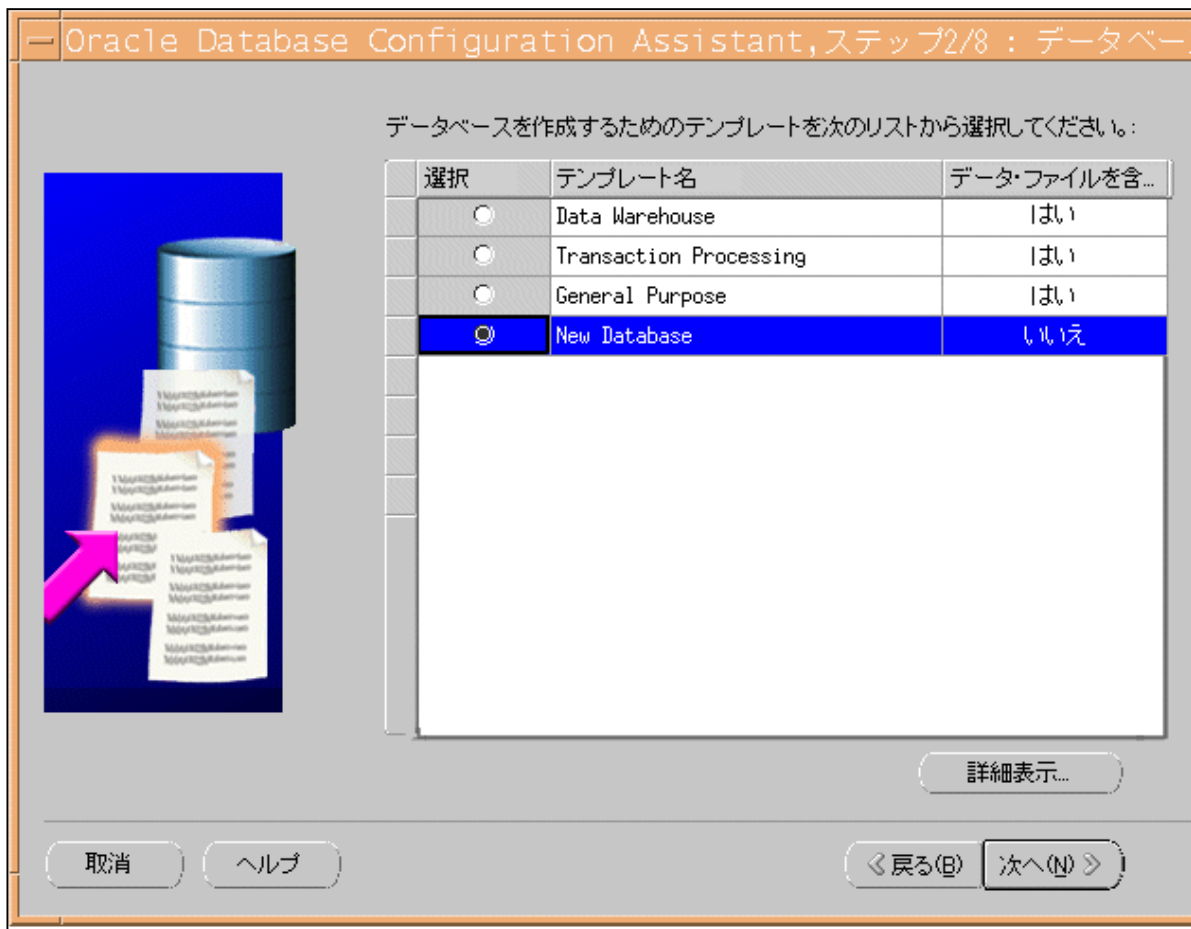 Oracle Database Configuration Assistant,ステップ2/8 : データベー
データベースを作成するためのテンプレートを次のリストから選択してください。:
選択 テンプレート名 データ・ファイルを含...
Data Warehouse はい
Transaction Processing はい
General Purpose はい
New Database いいえ
詳細表示...
取消 ヘルプ 戻る(B) 次へ(N)